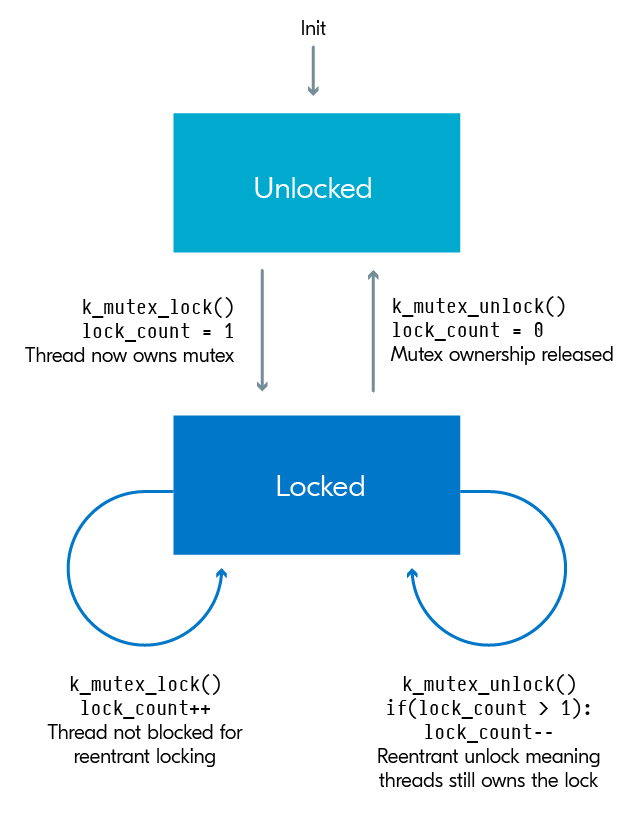 Init
Unlocked
k_mutex_lock()
lock_count = 1
Thread now owns mutex
k_mutex_unlock()
lock_count = 0
Mutex ownership released
Locked
k_mutex_lock()
lock_count++
Thread not blocked for
reentrant locking
k_mutex_unlock()
if(lock_count > 1):
lock_count--
Reentrant unlock meaning
threads still owns the lock